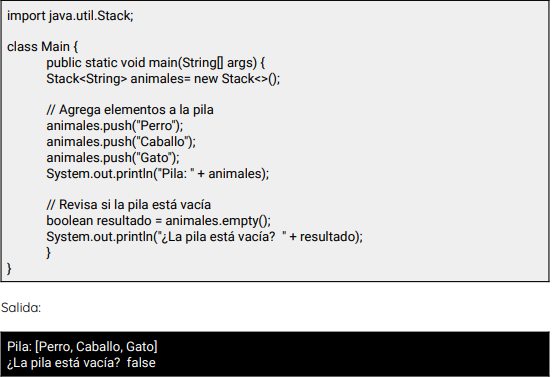 import java.util.Stack;
class Main {
public static void main(String[] args) {
Stack<String> animales= new Stack<>();
// Agrega elementos a la pila
animales.push("Perro");
animales.push("Caballo");
animales.push("Gato");
System.out.println("Pila: " + animales);
// Revisa si la pila está vacía
boolean resultado = animales.empty();
System.out.println("¿La pila está vacía?  " + resultado);
}
}
Salida:
Pila: [Perro, Caballo, Gato]
¿La pila está vacía?  false